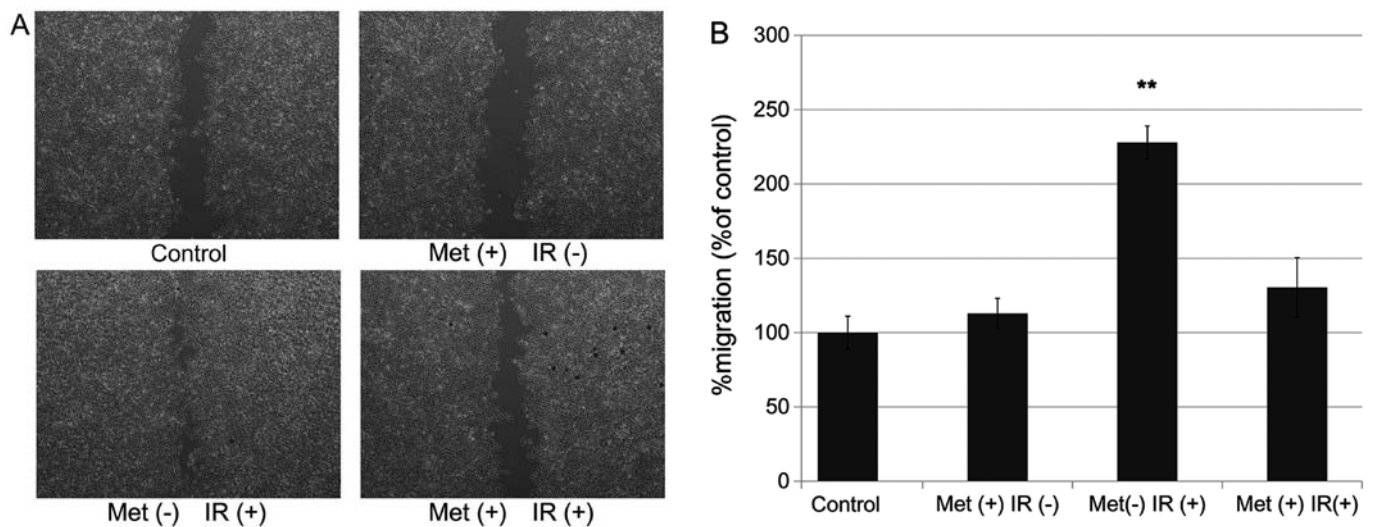 A
Control
Met (+) IR (-)
Met (-) IR (+)
Met (+) IR (+)
B
%migration (%of control)
300
250
200
150
100
50
0
**
Control
Met (+) IR (-)
Met(-) IR (+)
Met (+) IR(+)